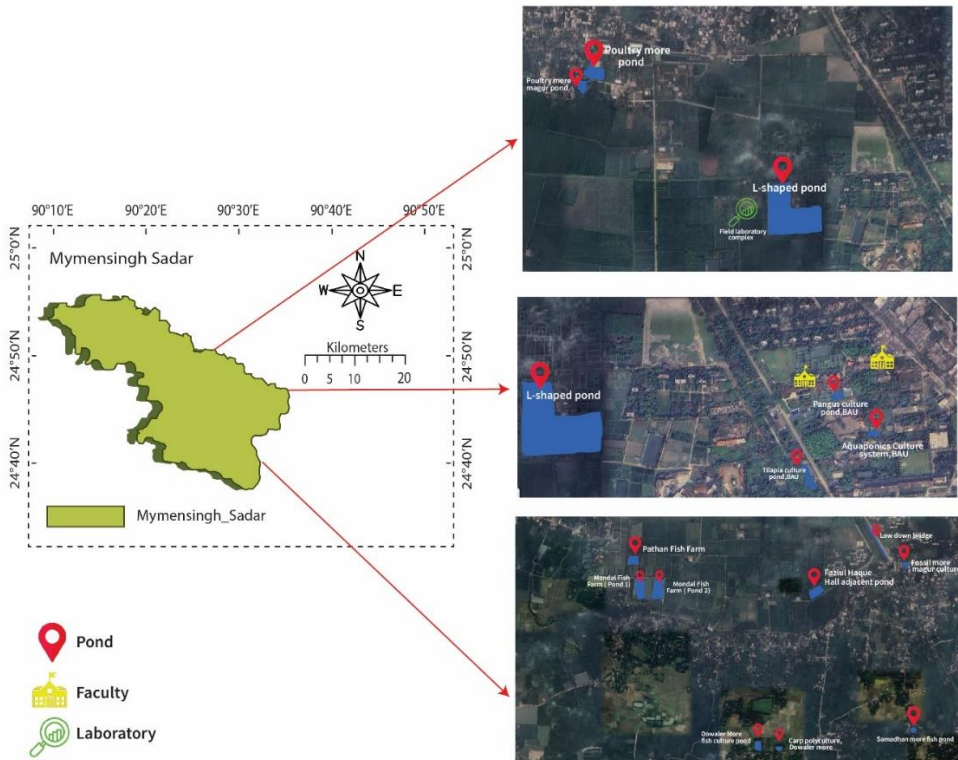 90°10'E 90°20'E 90°30'E 90°40'E 90°50'E
25°0'N
24°50'N
24°40'N
25°0'N
24°50'N
24°40'N
Mymensingh Sadar
N
W E
S
Kilometers
0 5 10 20
Mymensingh_Sadar
Pond
Faculty
Laboratory
Poultry more
pond
Poultry more
magur pond,
L-shaped pond
Field laboratory
complex
L-shaped pond
Pangus culture
pond,BAU
Aquaponics Culture
system,BAU
Tilapia culture
pond,BAU
Low down bridge
Pathan Fish Farm
Fossil more
magur culture
Mondal Fish
Farm ( Pond 1)
Mondal Fish
Farm ( Pond 2)
Fazlul Haque
Hall adjacent pond
Dowaler More
fish culture pond
Carp polyculture,
Dowaler more
Samadhan more fish pond